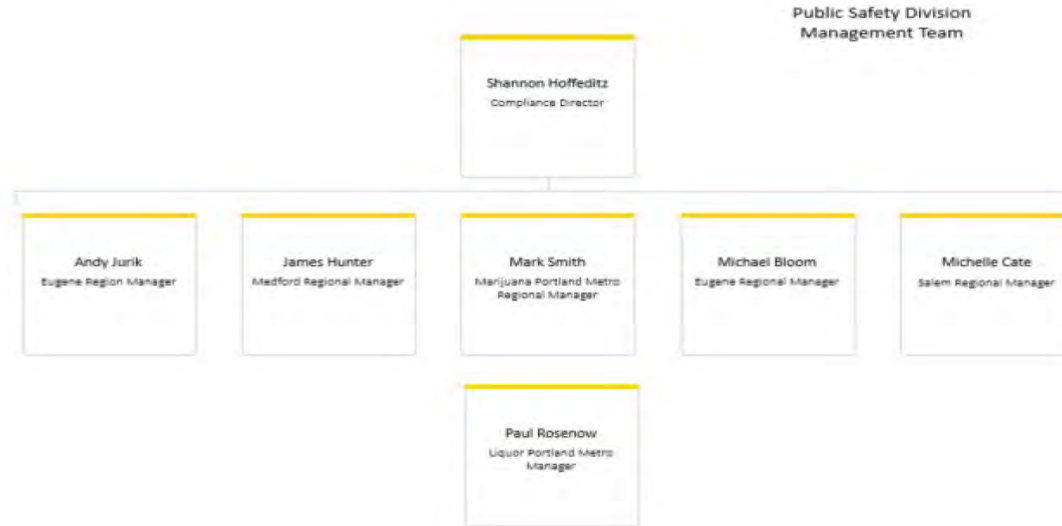 Public Safety Division
Management Team
Shannon Hoffeditz
Compliance Director
Andy Jurik
Eugene Region Manager
James Hunter
Medford Regional Manager
Mark Smith
Marijuana Portland Metro
Regional Manager
Michael Bloom
Eugene Regional Manager
Michelle Cate
Salem Regional Manager
Paul Rosenow
Liquor Portland Metro
Manager